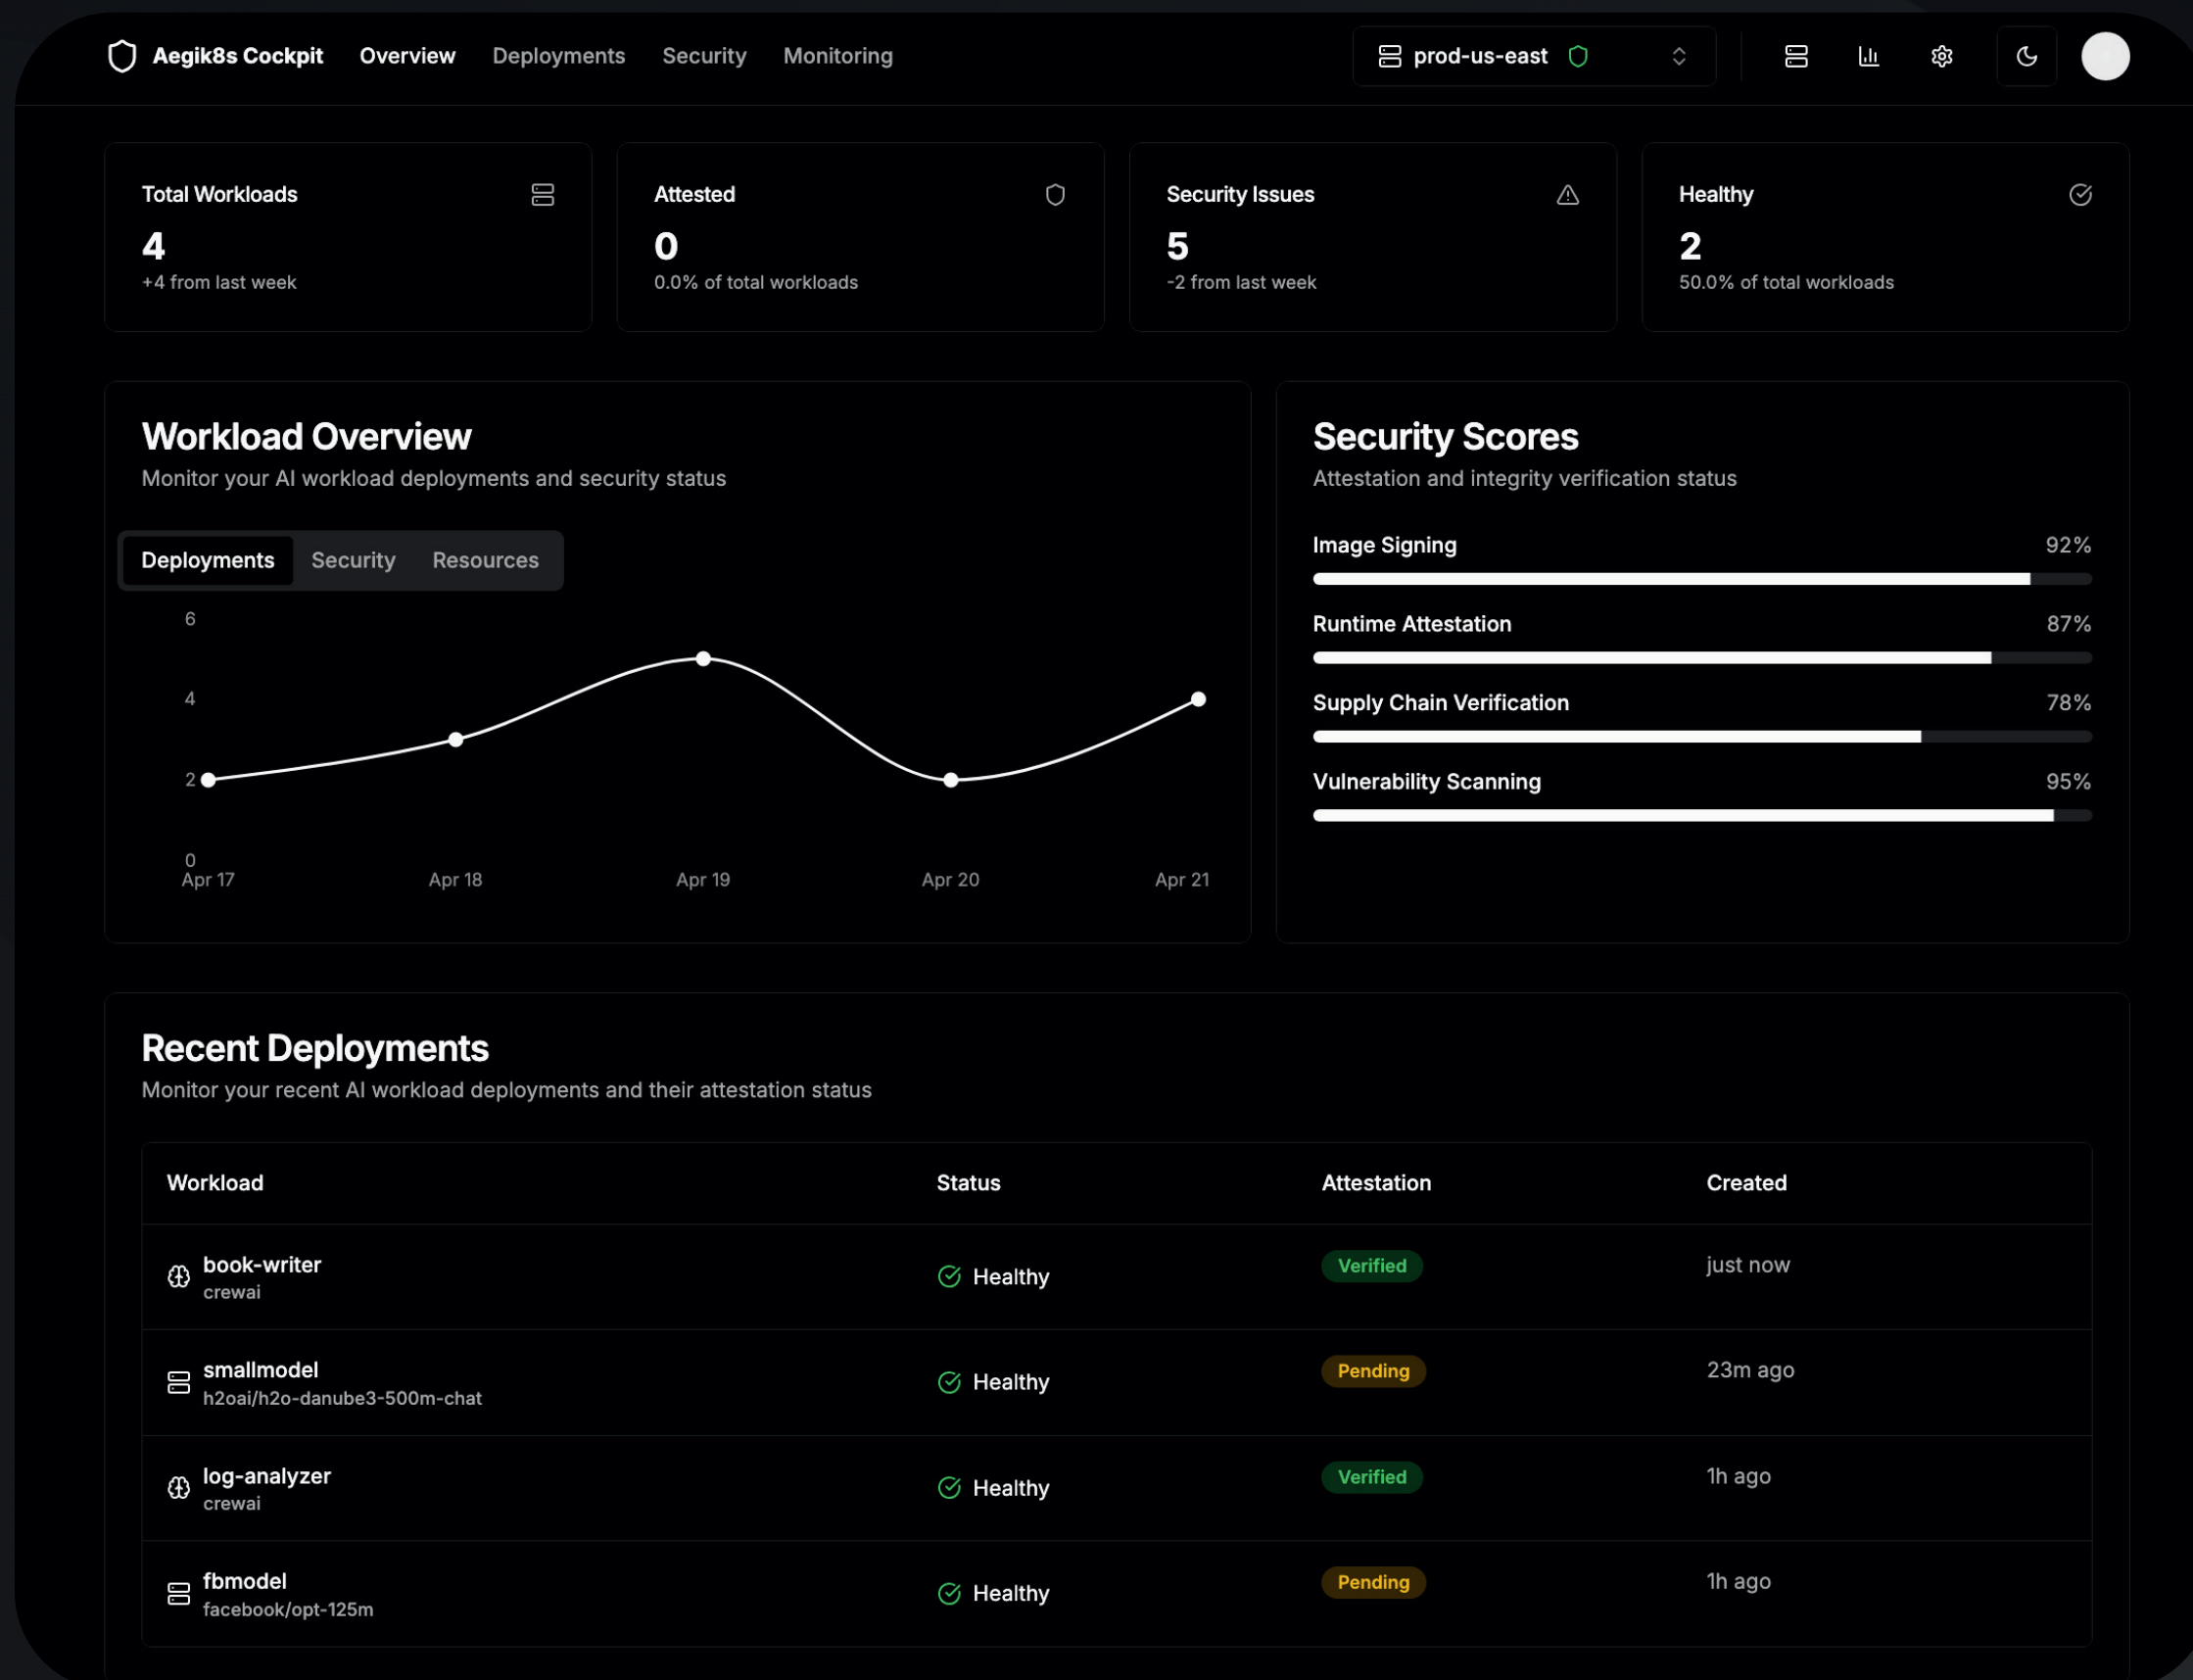 Aegik8s Cockpit Overview Deployments Security Monitoring prod-us-east
Total Workloads
4
+4 from last week
Attested
0
0.0% of total workloads
Security Issues
5
-2 from last week
Healthy
2
50.0% of total workloads
Workload Overview
Monitor your AI workload deployments and security status
Deployments Security Resources
6
4
2
0
Apr 17 Apr 18 Apr 19 Apr 20 Apr 21
Security Scores
Attestation and integrity verification status
Image Signing 92%
Runtime Attestation 87%
Supply Chain Verification 78%
Vulnerability Scanning 95%
Recent Deployments
Monitor your recent AI workload deployments and their attestation status
Workload Status Attestation Created
book-writer Healthy Verified just now
crewai
smallmodel Healthy Pending 23m ago
h2oai/h2o-danube3-500m-chat
log-analyzer Healthy Verified 1h ago
crewai
fbmodel Healthy Pending 1h ago
facebook/opt-125m